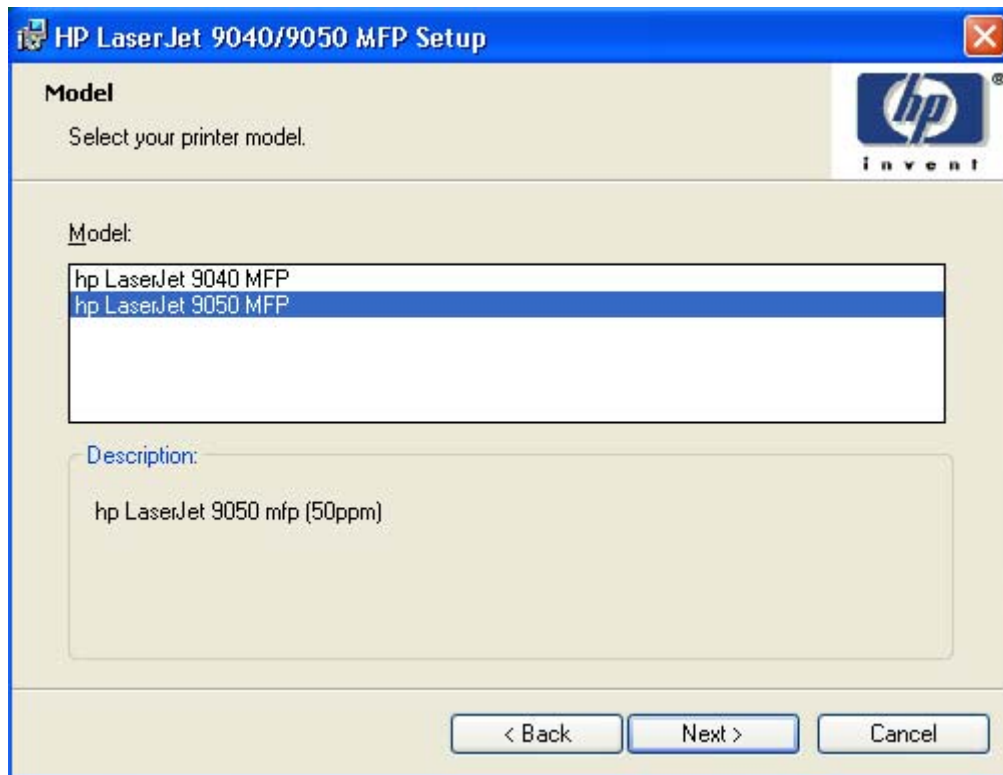 HP LaserJet 9040/9050 MFP Setup
Model
Select your printer model.
hp
®
invent
Model:
hp LaserJet 9040 MFP
hp LaserJet 9050 MFP
Description:
hp LaserJet 9050 mfp (50ppm)
< Back
Next >
Cancel